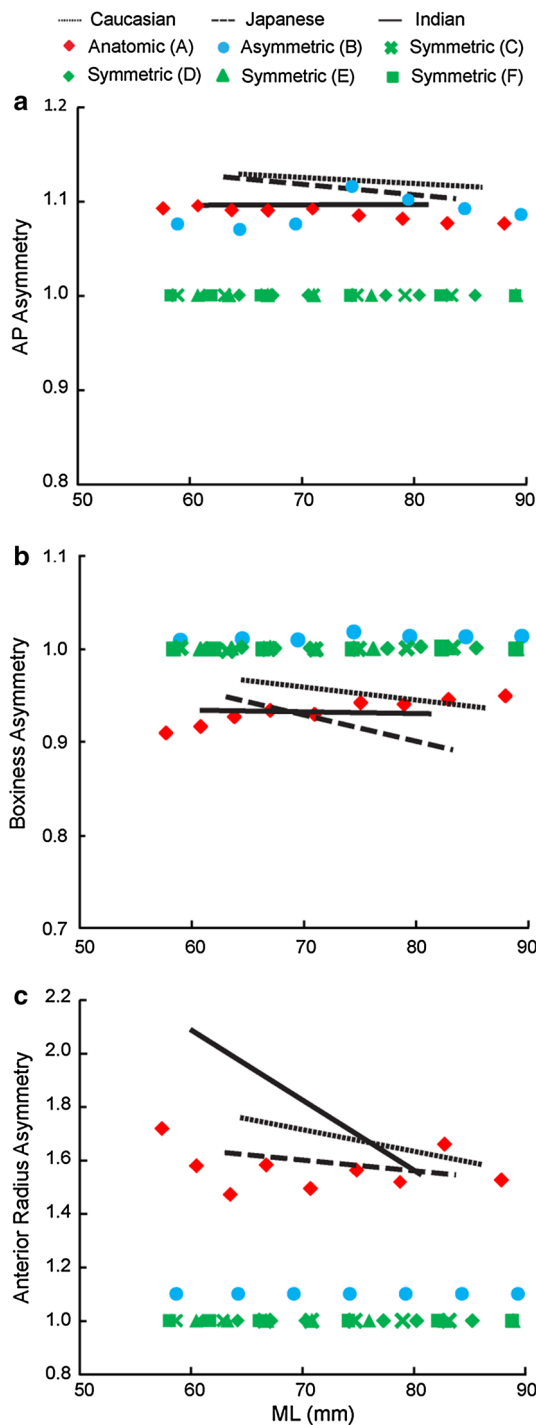 Caucasian Japanese Indian
Anatomic (A) Asymmetric (B) Symmetric (C)
Symmetric (D) Symmetric (E) Symmetric (F)
a
1.2
1.1
1.0
0.9
0.8
AP Asymmetry
50 60 70 80 90
b
1.1
1.0
0.9
0.8
0.7
Boxiness Asymmetry
50 60 70 80 90
c
2.2
2.0
1.8
1.6
1.4
1.2
1.0
0.8
Anterior Radius Asymmetry
50 60 70 80 90
ML (mm)